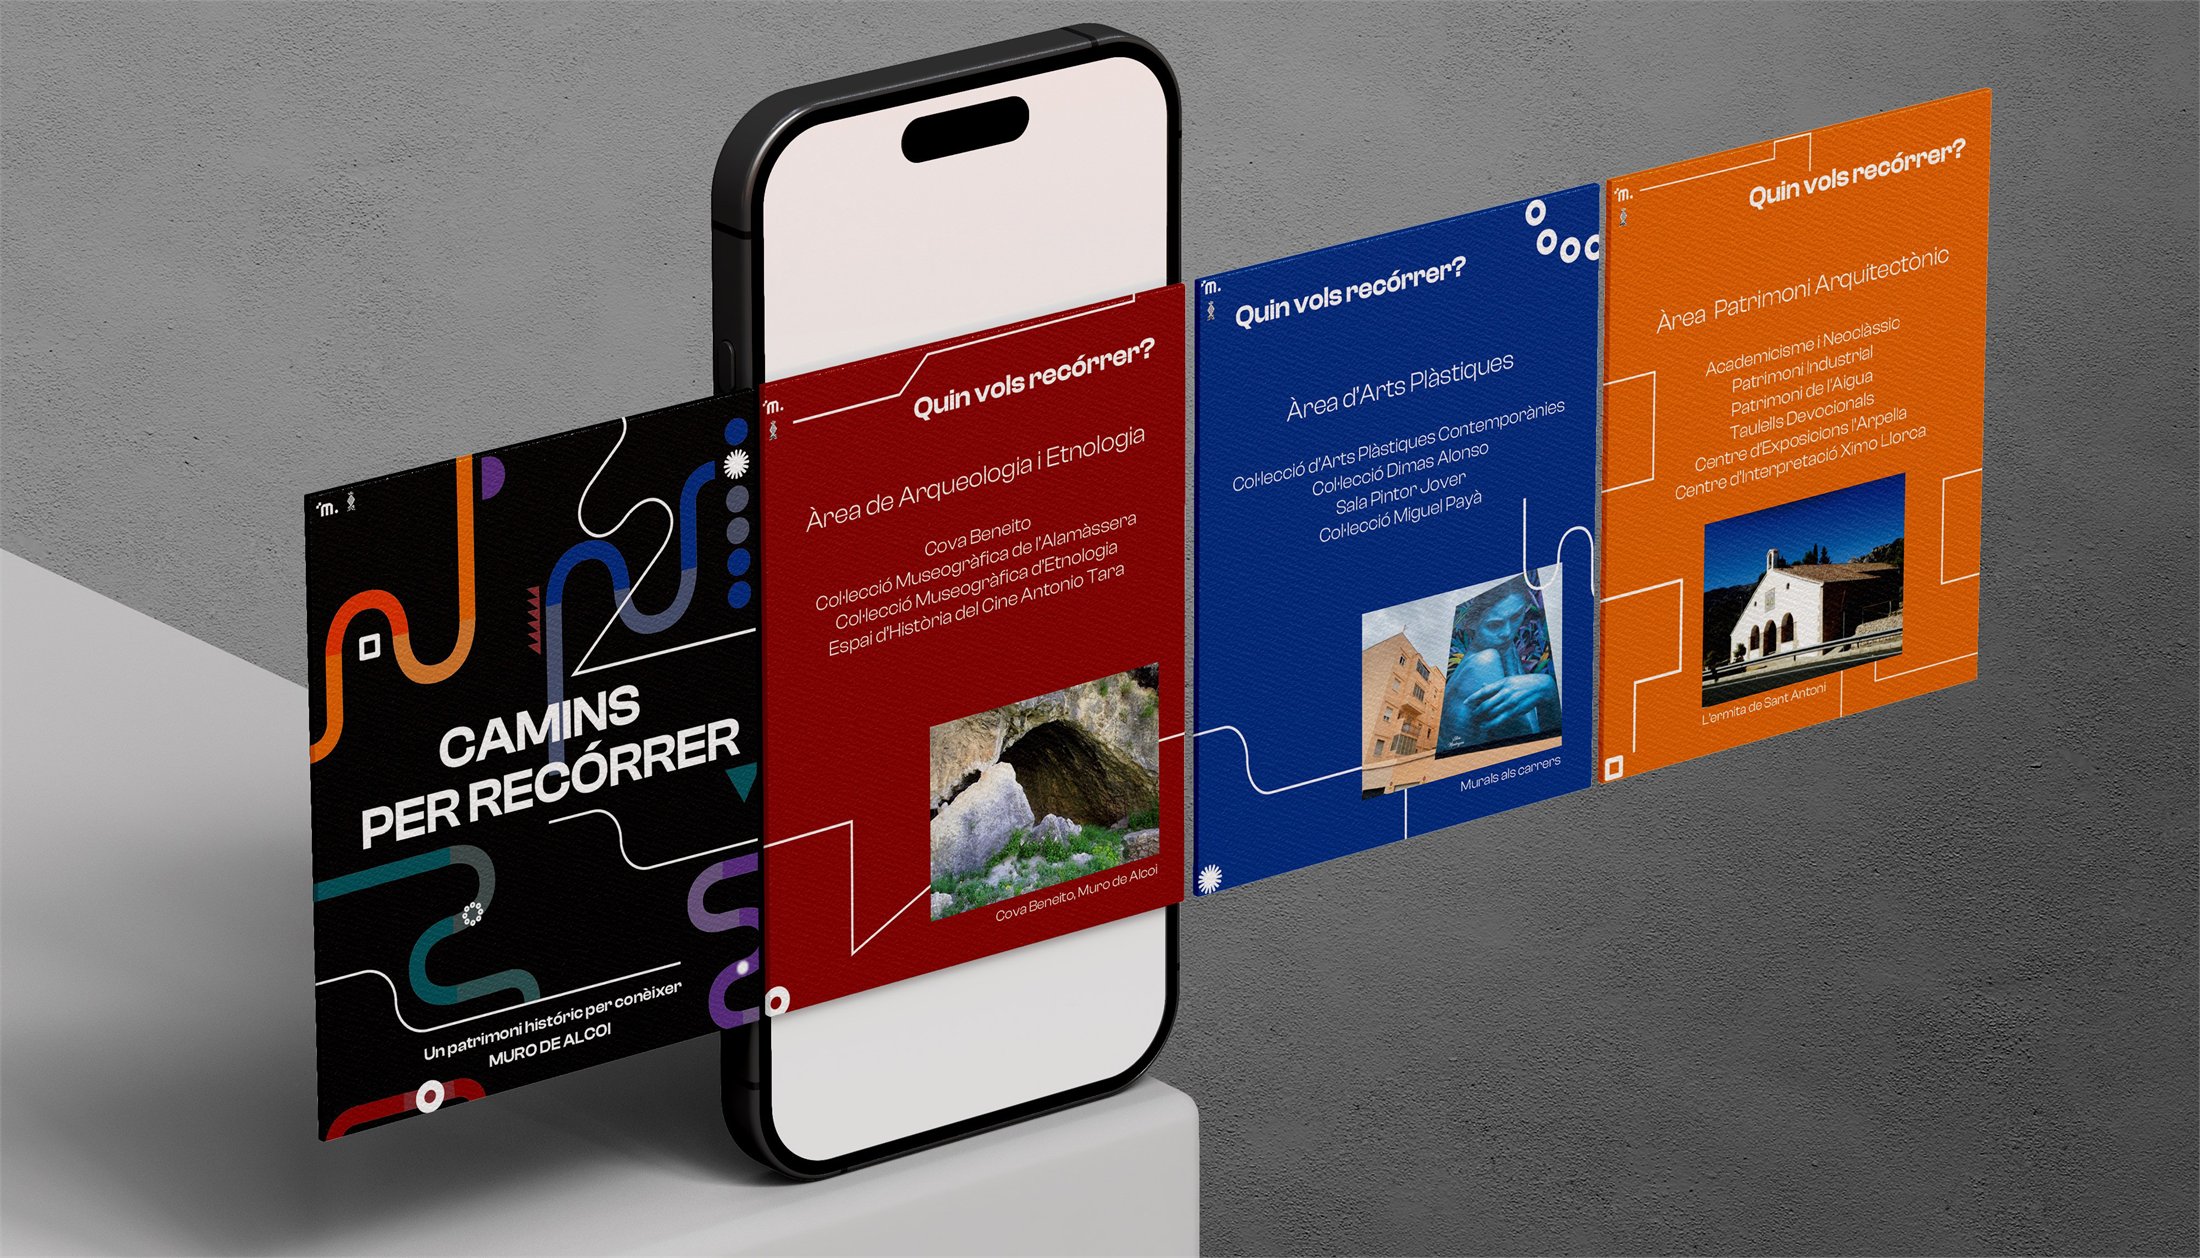 'm.
CAMINS
PER RECÓRRER
Un patrimoni históric per conèixer
MURO DE ALCOI
'm.
Quin vols recórrer?
Àrea de Arqueologia i Etnologia
Cova Beneito
Col·lecció Museogràfica de l'Alamàssera
Col·lecció Museogràfica d'Etnologia
Espai d'Història del Cine Antonio Tara
Cova Beneito, Muro de Alcoi
'm.
Quin vols recórrer?
Àrea d'Arts Plàstiques
Col·lecció d'Arts Plàstiques Contemporànies
Col·lecció Dimas Alonso
Sala Pintor Jover
Col·lecció Miguel Payà
Murals als carrers
'm.
Quin vols recórrer?
Àrea Patrimoni Arquitectònic
Academicisme i Neoclàssic
Patrimoni Industrial
Patrimoni de l'Aigua
Taulells Devocionals
Centre d'Exposicions l'Arpella
Centre d'Interpretació Ximo Llorca
L'ermita de Sant Antoni